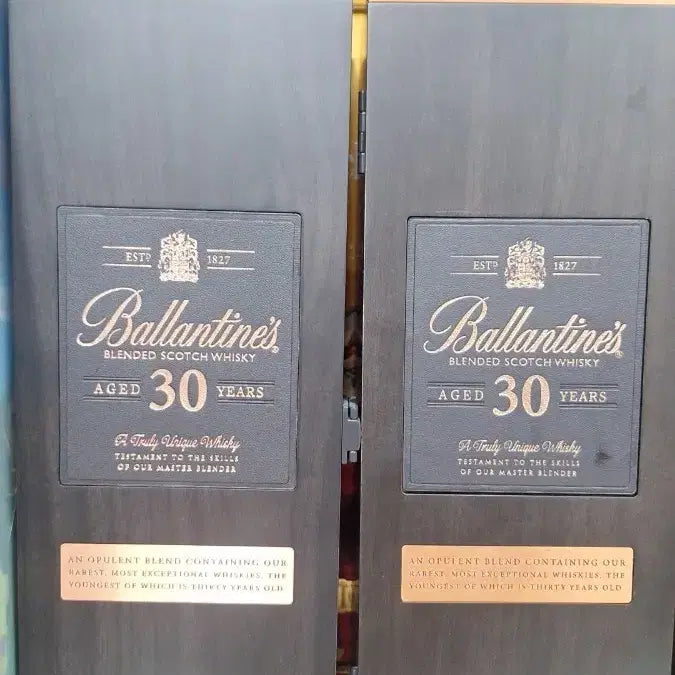 ESTD 1827
Ballantine's
BLENDED SCOTCH WHISKY
AGED 30 YEARS
A Truly Unique Whisky
TESTAMENT TO THE SKILLS
OF OUR MASTER BLENDER
AN OPULENT BLEND CONTAINING OUR
RAREST, MOST EXCEPTIONAL WHISKIES, THE
YOUNGEST OF WHICH IS THIRTY YEARS OLD
ESTD 1827
Ballantine's
BLENDED SCOTCH WHISKY
AGED 30 YEARS
A Truly Unique Whisky
TESTAMENT TO THE SKILLS
OF OUR MASTER BLENDER
AN OPULENT BLEND CONTAINING OUR
RAREST, MOST EXCEPTIONAL WHISKIES, THE
YOUNGEST OF WHICH IS THIRTY YEARS OLD